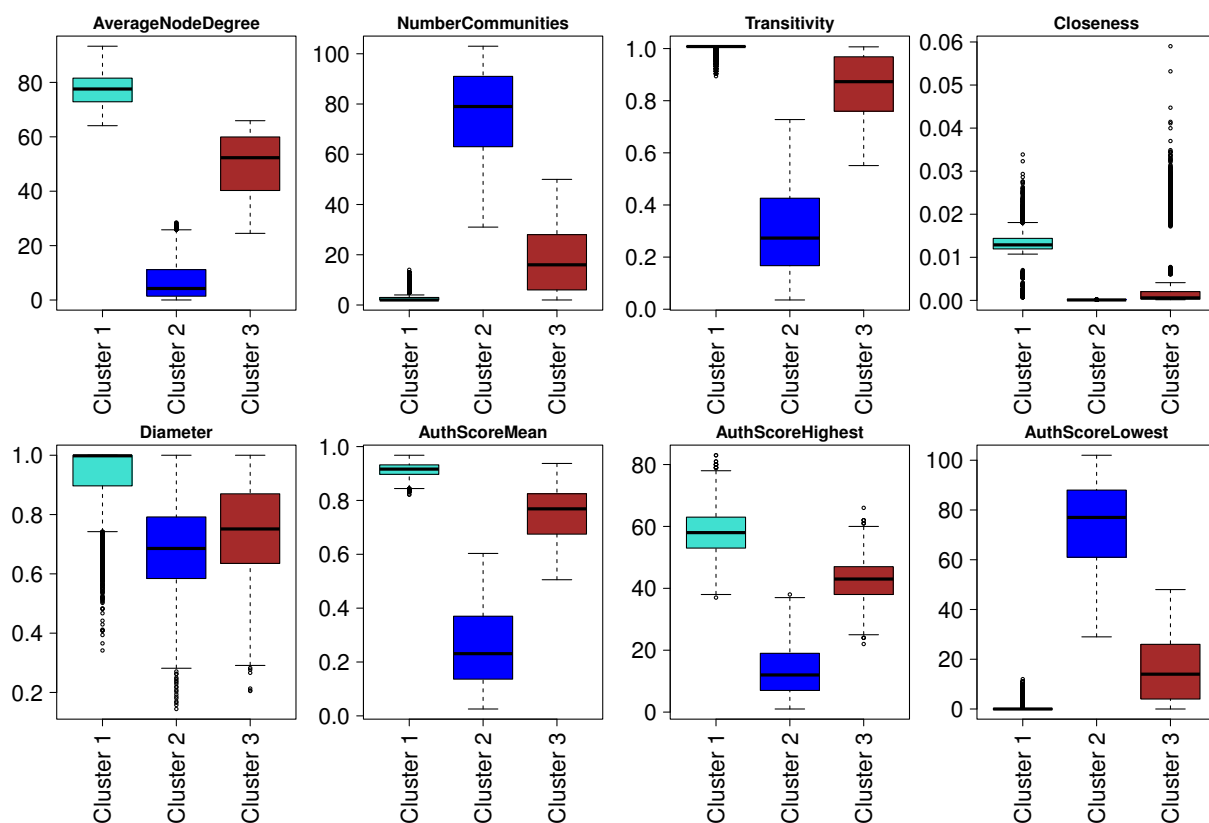 AverageNodeDegree
0
20
40
60
80
Cluster 1
Cluster 2
Cluster 3
NumberCommunities
0
20
40
60
80
100
Cluster 1
Cluster 2
Cluster 3
Transitivity
0.0
0.2
0.4
0.6
0.8
1.0
Cluster 1
Cluster 2
Cluster 3
Closeness
0.00
0.01
0.02
0.03
0.04
0.05
0.06
Cluster 1
Cluster 2
Cluster 3
Diameter
0.2
0.4
0.6
0.8
1.0
Cluster 1
Cluster 2
Cluster 3
AuthScoreMean
0.0
0.2
0.4
0.6
0.8
1.0
Cluster 1
Cluster 2
Cluster 3
AuthScoreHighest
0
20
40
60
80
Cluster 1
Cluster 2
Cluster 3
AuthScoreLowest
0
20
40
60
80
100
Cluster 1
Cluster 2
Cluster 3